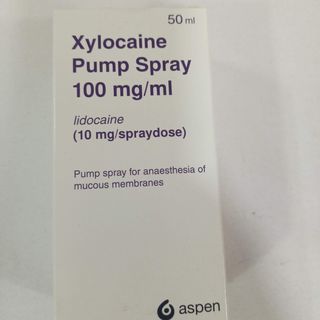 50 ml
Xylocaine
Pump Spray
100 mg/ml
lidocaine
(10 mg/spraydose)
Pump spray for anaesthesia of
mucous membranes
aspen